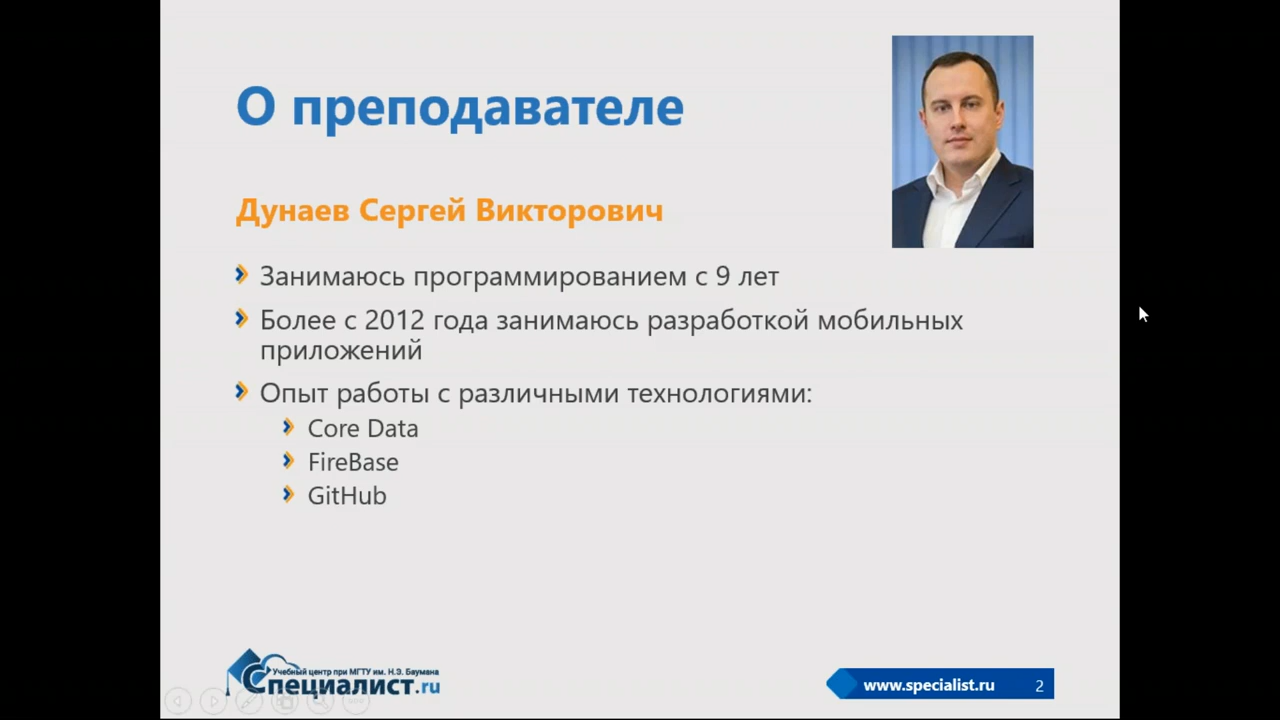 О преподавателе
Дунаев Сергей Викторович
Занимаюсь программированием с 9 лет
Более с 2012 года занимаюсь разработкой мобильных
приложений
Опыт работы с различными технологиями:
Core Data
FireBase
GitHub
Учебный центр при МГТУ им. Н.Э. Баумана
Специалист.ru
www.specialist.ru
2